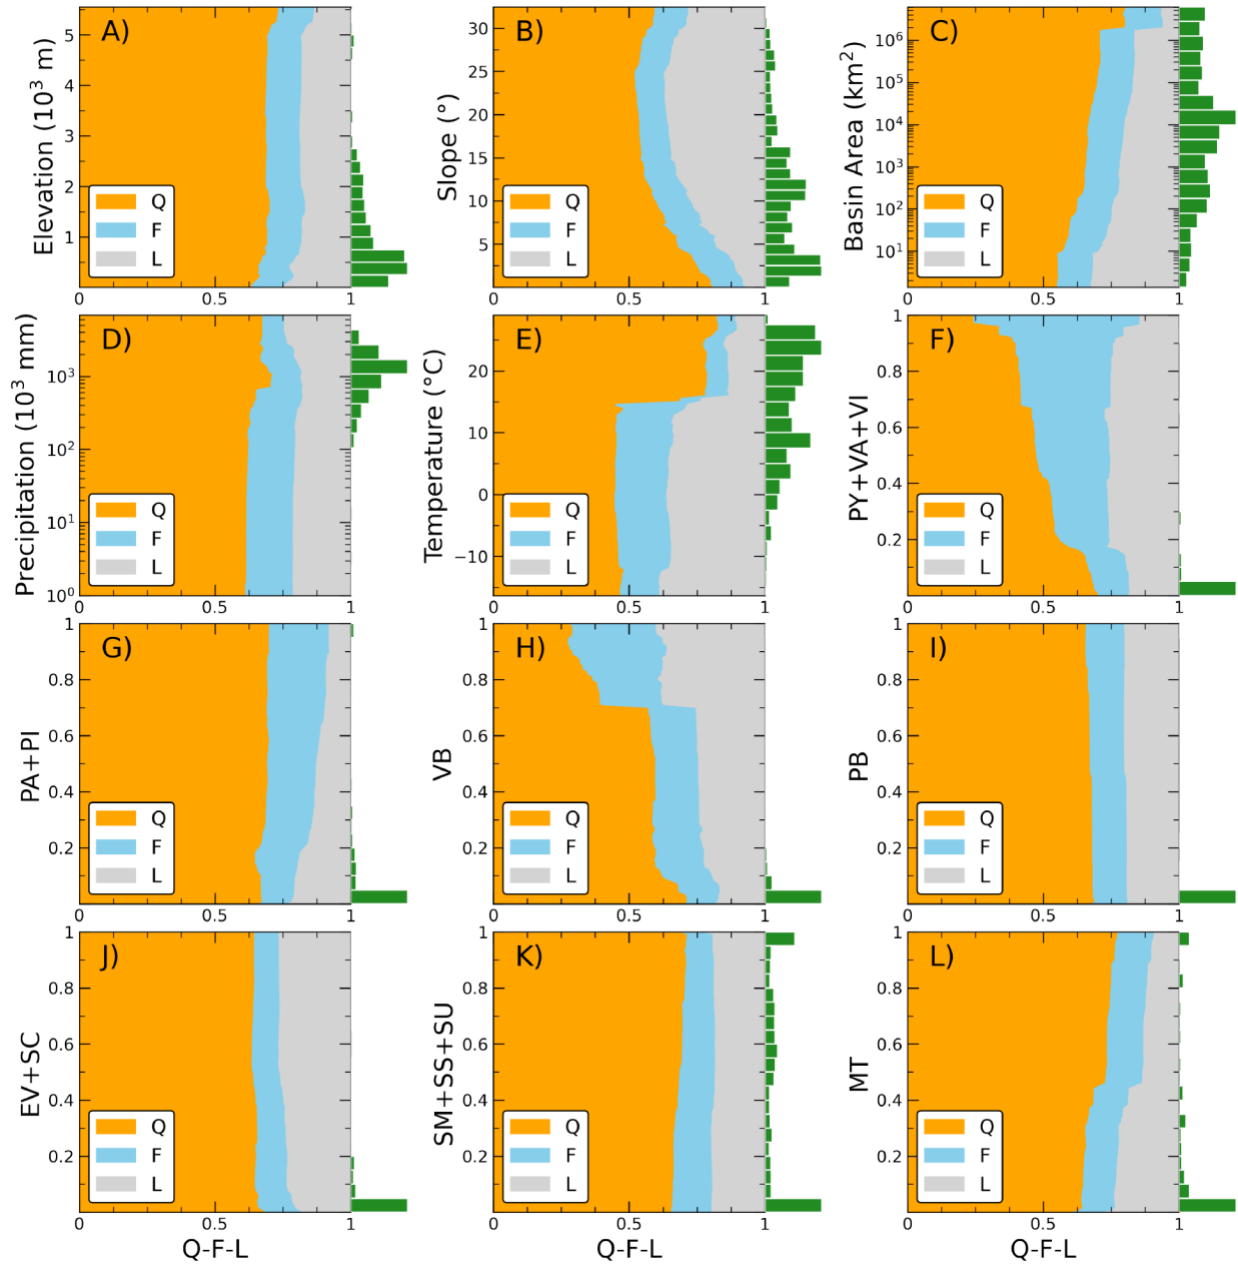 A)
Elevation (10³ m)
5
4
3
2
1
Q
F
L
0
0.5
1
B)
Slope (°)
30
25
20
15
10
5
Q
F
L
0
0.5
1
C)
Basin Area (km²)
10⁶
10⁵
10⁴
10³
10²
10¹
Q
F
L
0
0.5
1
D)
Precipitation (10³ mm)
10³
10²
10¹
10⁰
Q
F
L
0
0.5
1
E)
Temperature (°C)
20
10
0
−10
Q
F
L
0
0.5
1
F)
PY+VA+VI
1
0.8
0.6
0.4
0.2
Q
F
L
0
0.5
1
G)
PA+PI
1
0.8
0.6
0.4
0.2
Q
F
L
0
0.5
1
H)
VB
1
0.8
0.6
0.4
0.2
Q
F
L
0
0.5
1
I)
PB
1
0.8
0.6
0.4
0.2
Q
F
L
0
0.5
1
J)
EV+SC
1
0.8
0.6
0.4
0.2
Q
F
L
0
0.5
1
Q-F-L
K)
SM+SS+SU
1
0.8
0.6
0.4
0.2
Q
F
L
0
0.5
1
Q-F-L
L)
MT
1
0.8
0.6
0.4
0.2
Q
F
L
0
0.5
1
Q-F-L